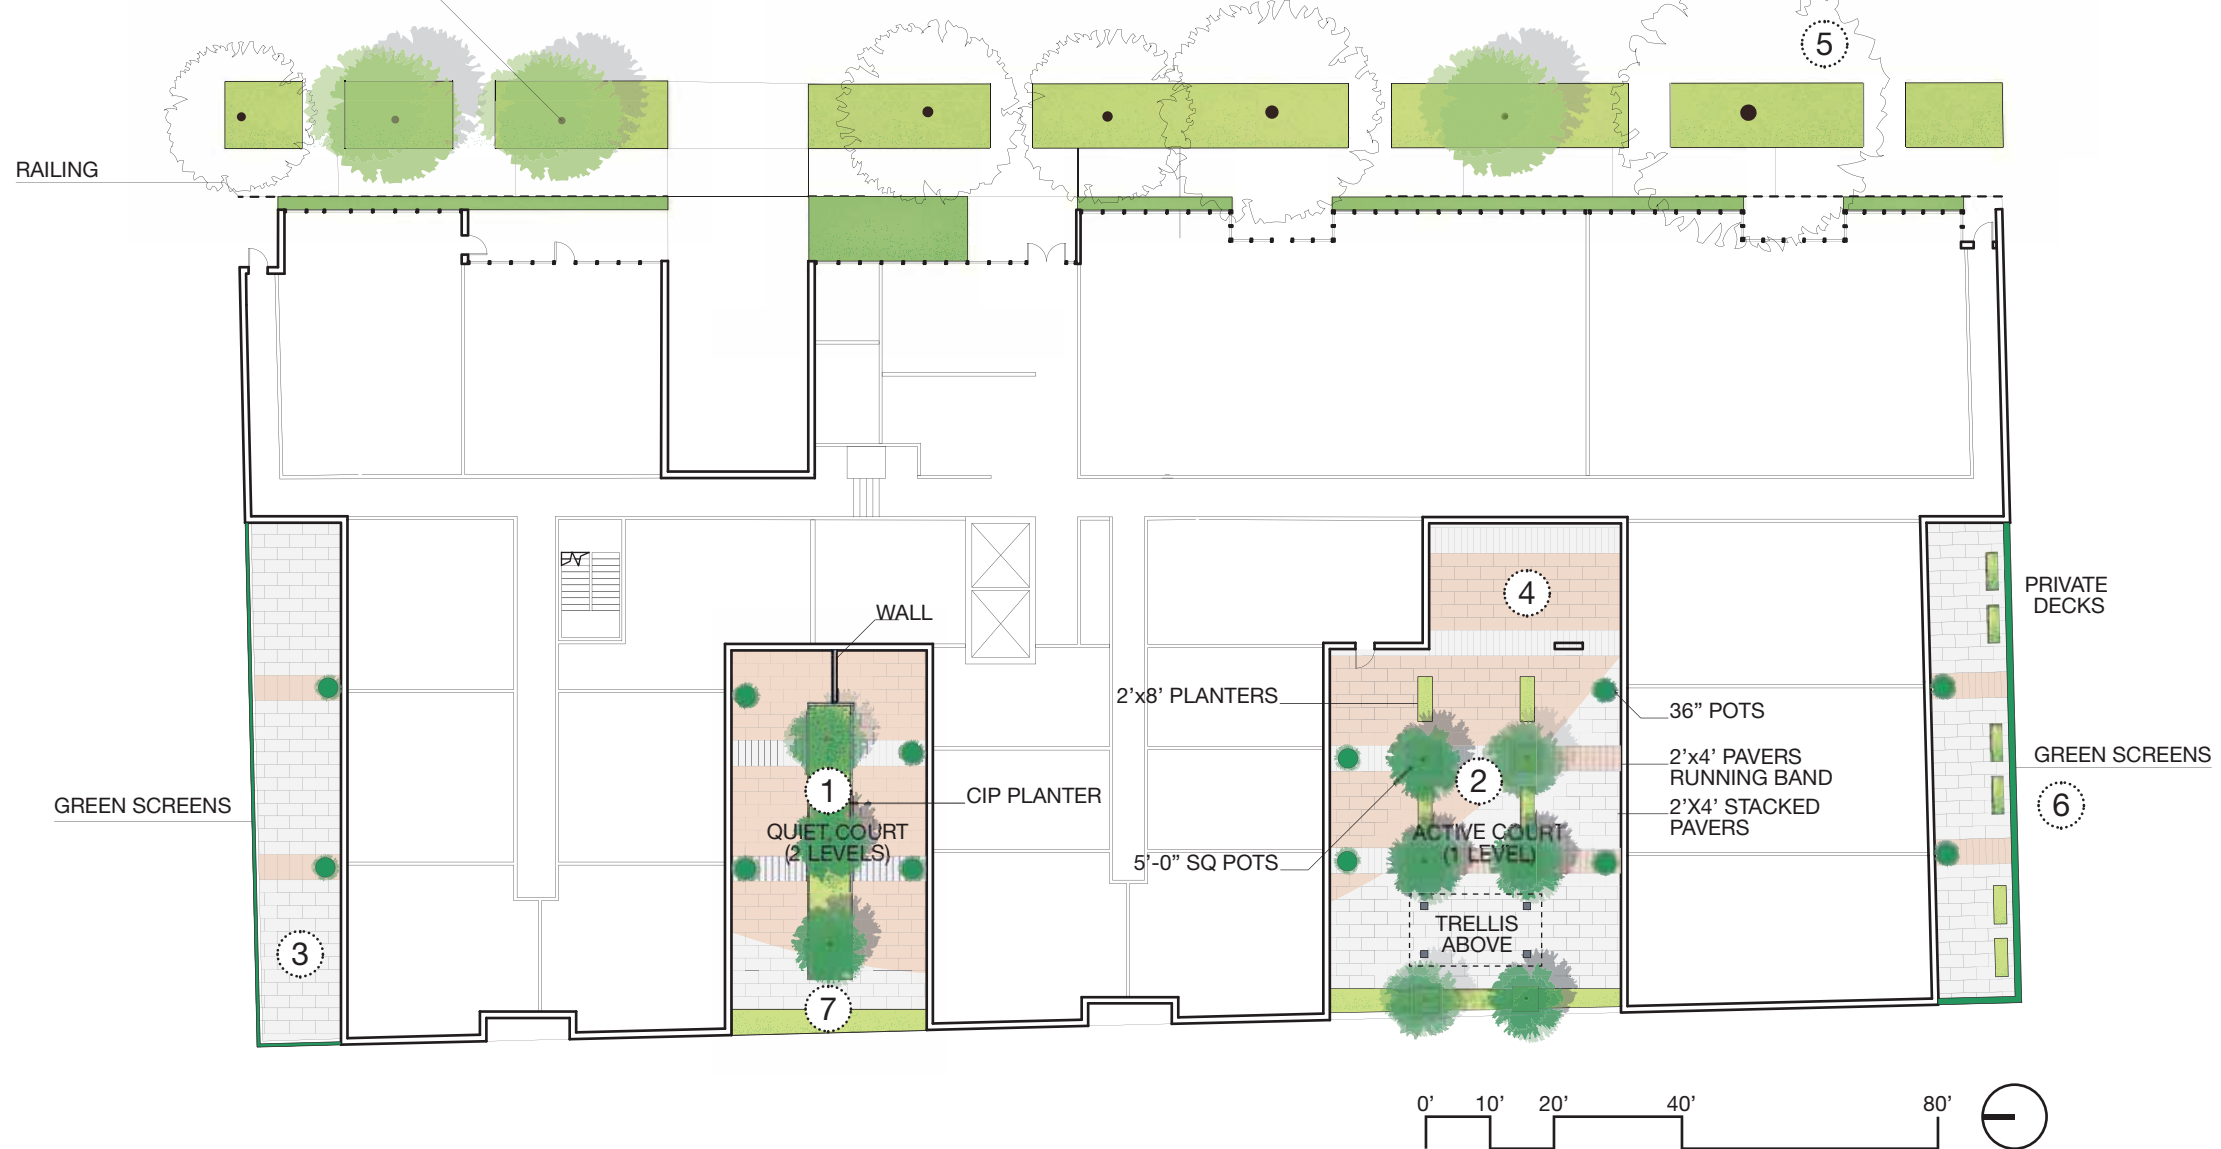 5
RAILING
4
PRIVATE
DECKS
WALL
2’x8’ PLANTERS
36” POTS
2’x4’ PAVERS
RUNNING BAND
GREEN SCREENS
1
CIP PLANTER
2
2’X4’ STACKED
PAVERS
6
GREEN SCREENS
QUIET COURT
(2 LEVELS)
ACTIVE COURT
(1 LEVEL)
5’-0” SQ POTS
TRELLIS
ABOVE
3
7
0’ 10’ 20’ 40’ 80’